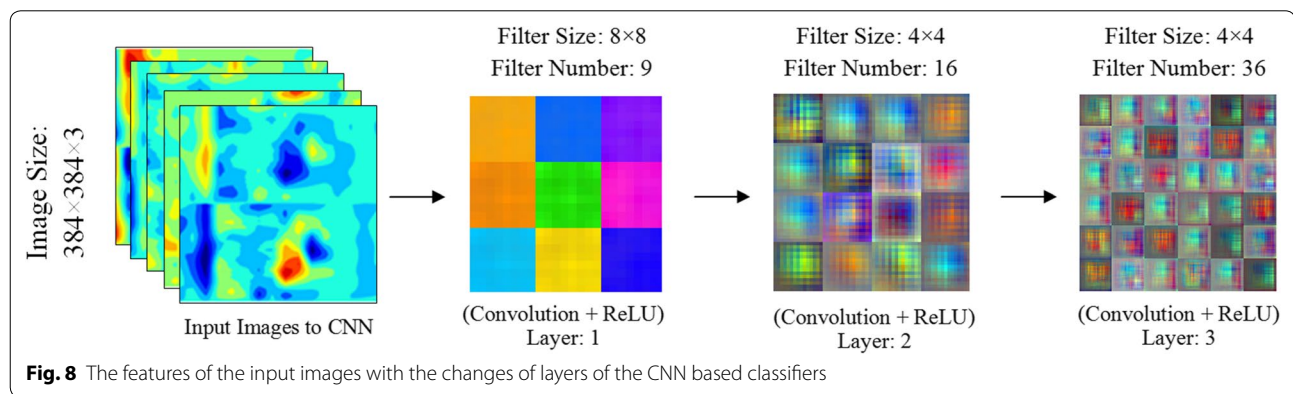 Image Size:
384×384×3
Input Images to CNN
Filter Size: 8×8
Filter Number: 9
(Convolution + ReLU)
Layer: 1
Filter Size: 4×4
Filter Number: 16
(Convolution + ReLU)
Layer: 2
Filter Size: 4×4
Filter Number: 36
(Convolution + ReLU)
Layer: 3
Fig. 8 The features of the input images with the changes of layers of the CNN based classifiers